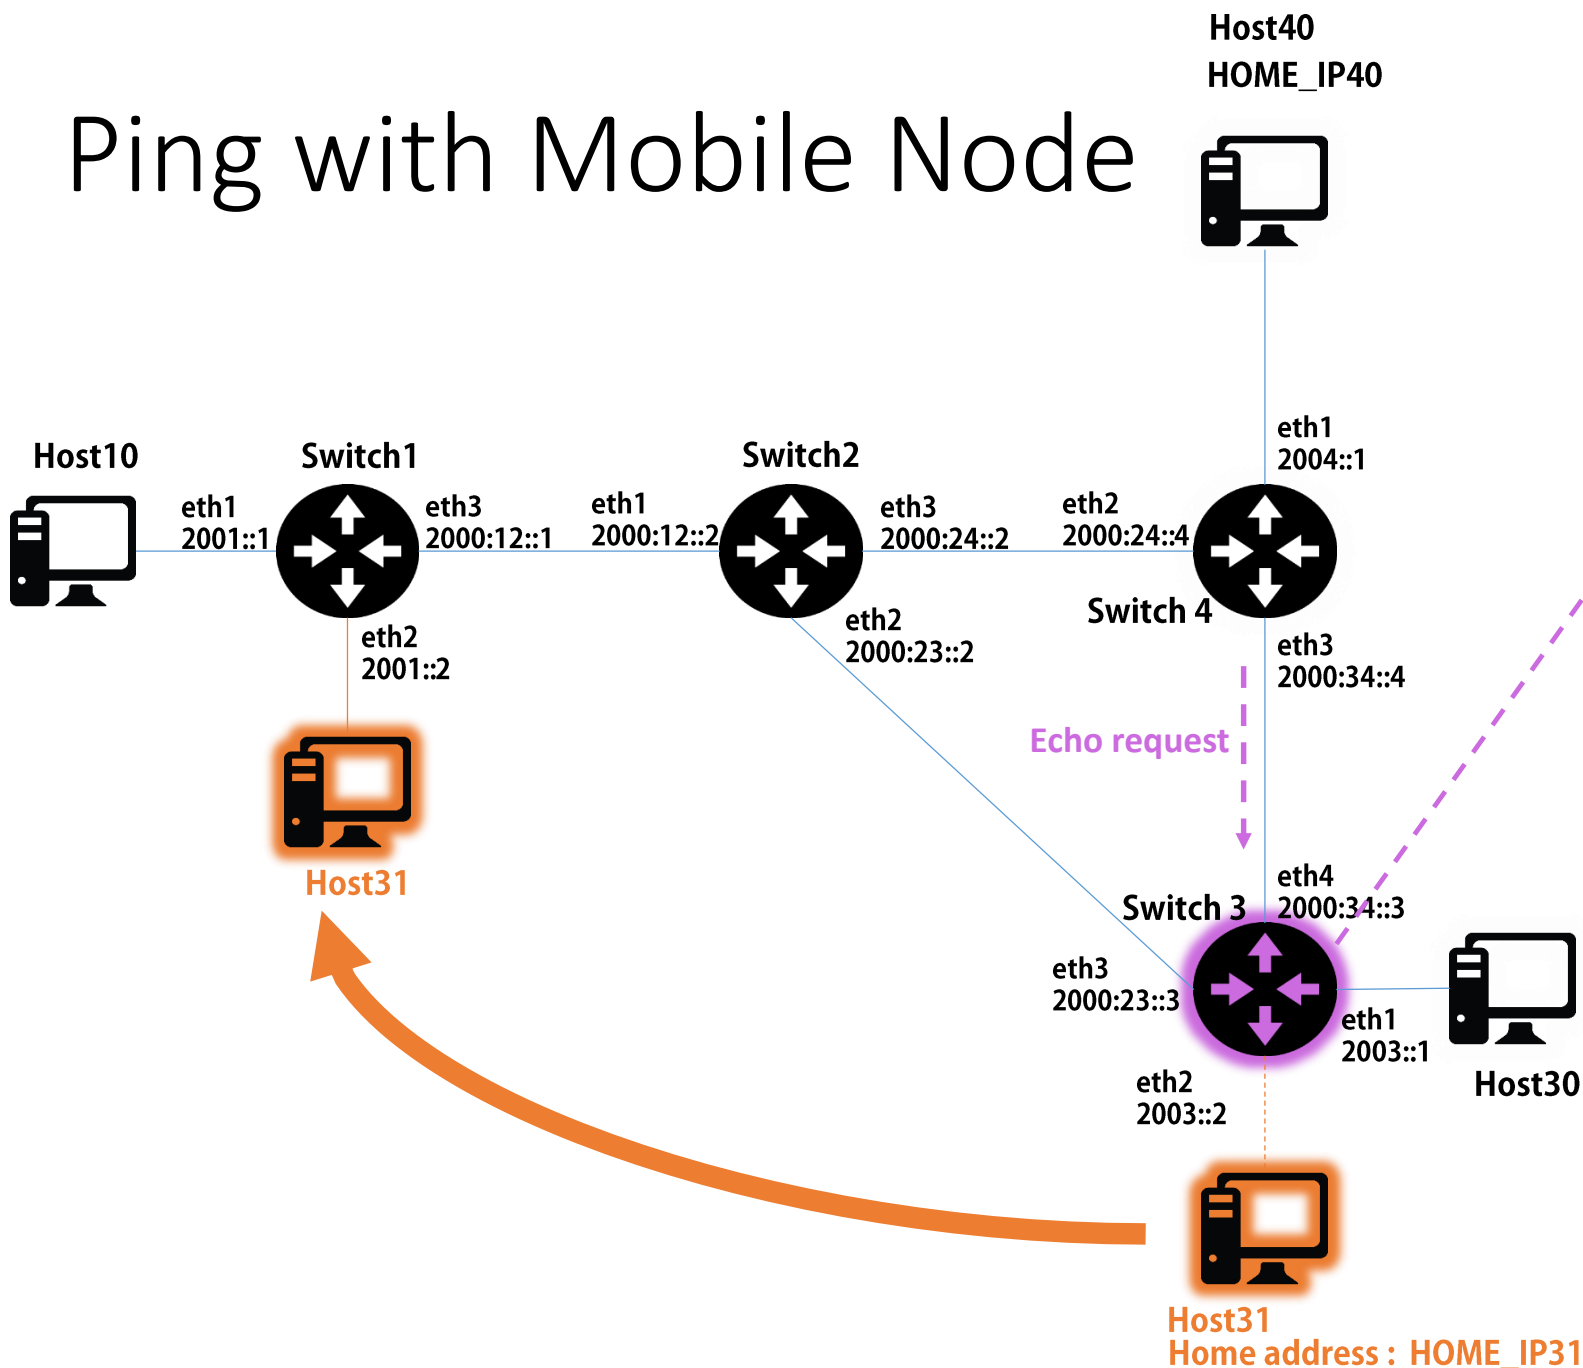 Host40
HOME_IP40
Ping with Mobile Node
eth1
2004::1
Host10
Switch1
Switch2
eth1
2001::1
eth3
2000:12::1
eth1
2000:12::2
eth3
2000:24::2
eth2
2000:24::4
Switch 4
eth2
2001::2
eth2
2000:23::2
eth3
2000:34::4
Echo request
Host31
eth4
2000:34::3
Switch 3
eth3
2000:23::3
eth1
2003::1
Host30
eth2
2003::2
Host31
Home address : HOME_IP31